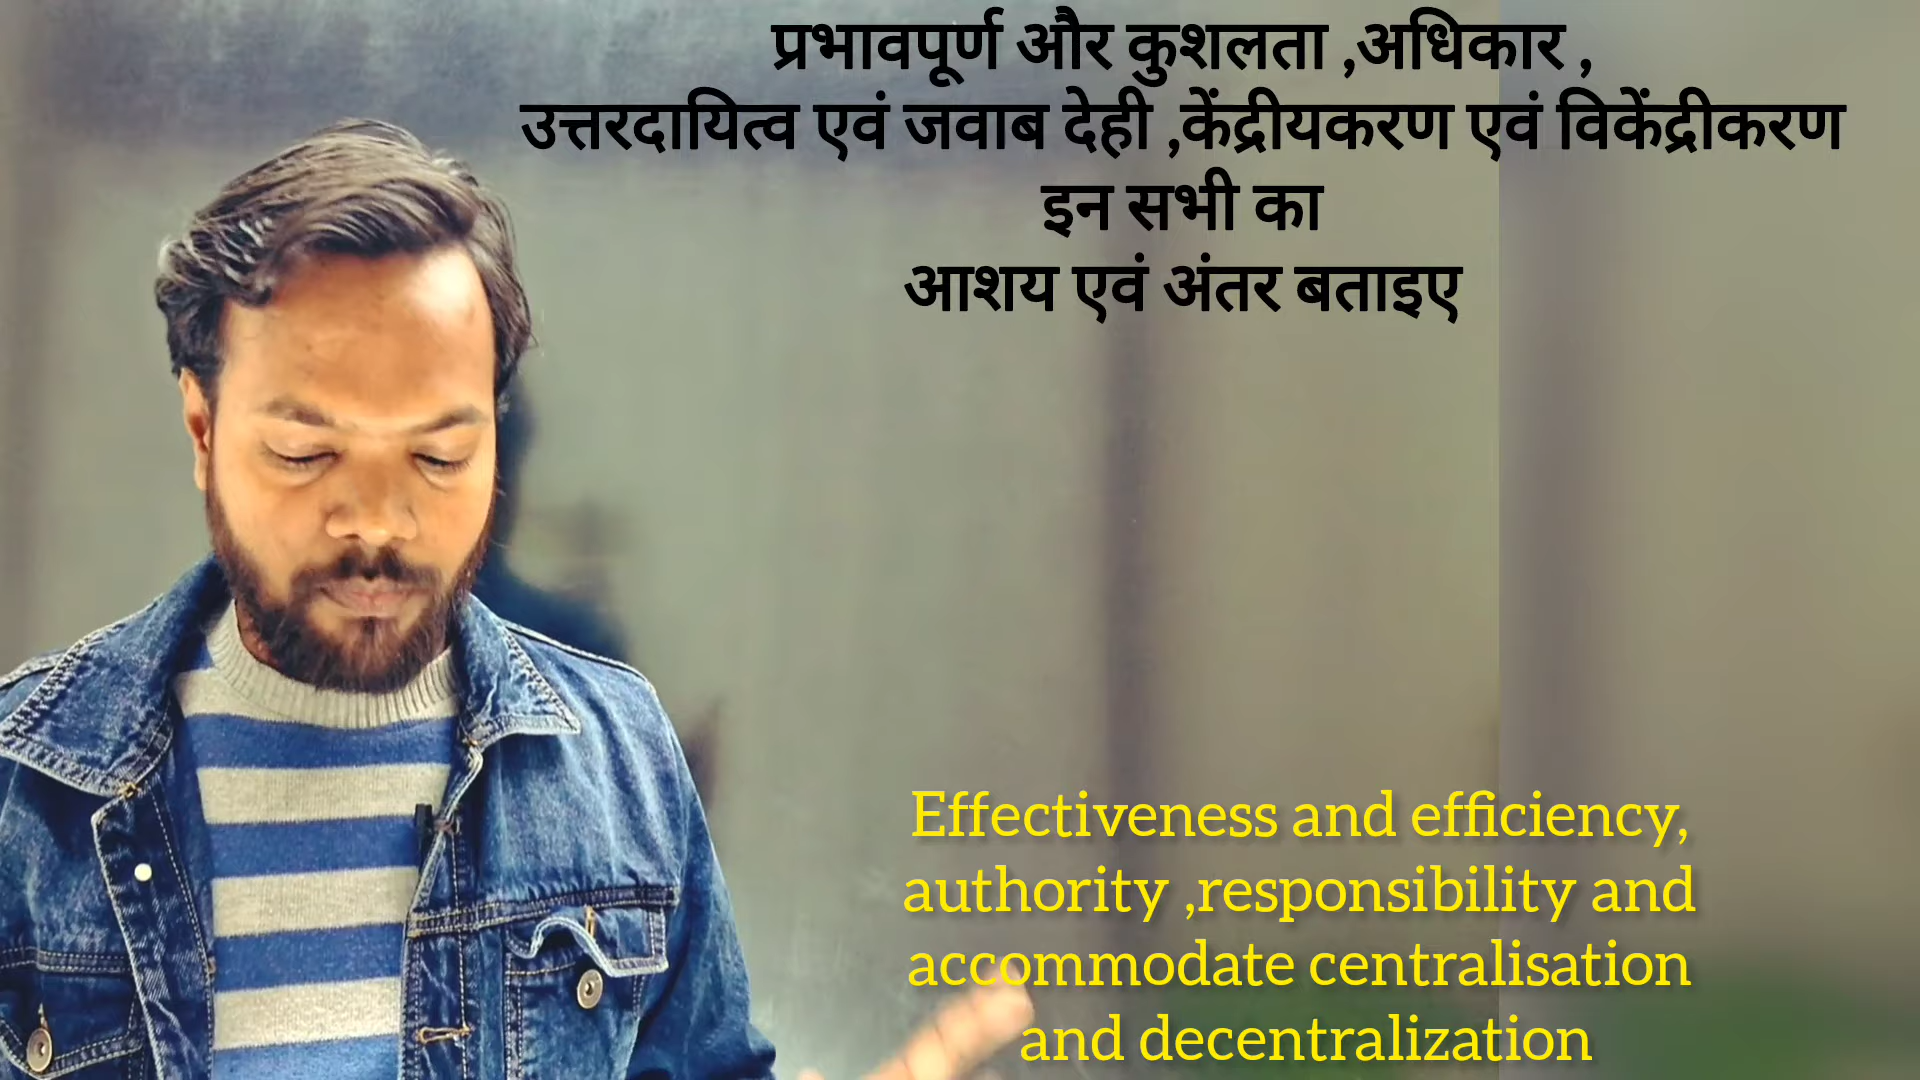 प्रभावपूर्ण और कुशलता ,अधिकार ,
उत्तरदायित्व एवं जवाब देही ,केंद्रीयकरण एवं विकेंद्रीकरण
इन सभी का
आशय एवं अंतर बताइए
Effectiveness and efficiency,
authority ,responsibility and
accommodate centralisation
and decentralization